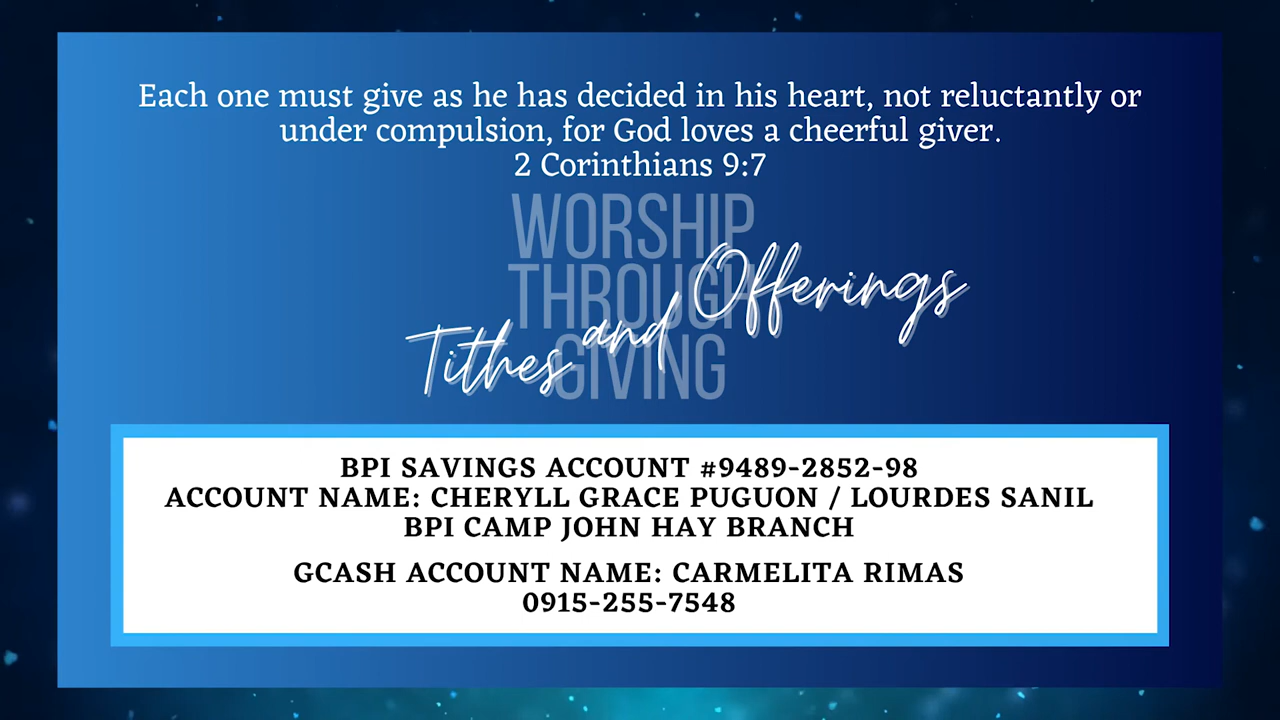 Each one must give as he has decided in his heart, not reluctantly or
under compulsion, for God loves a cheerful giver.
2 Corinthians 9:7
WORSHIP
THROUGH
GIVING
Tithes and Offerings
BPI SAVINGS ACCOUNT #9489-2852-98
ACCOUNT NAME: CHERYLL GRACE PUGUON / LOURDES SANIL
BPI CAMP JOHN HAY BRANCH
GCASH ACCOUNT NAME: CARMELITA RIMAS
0915-255-7548